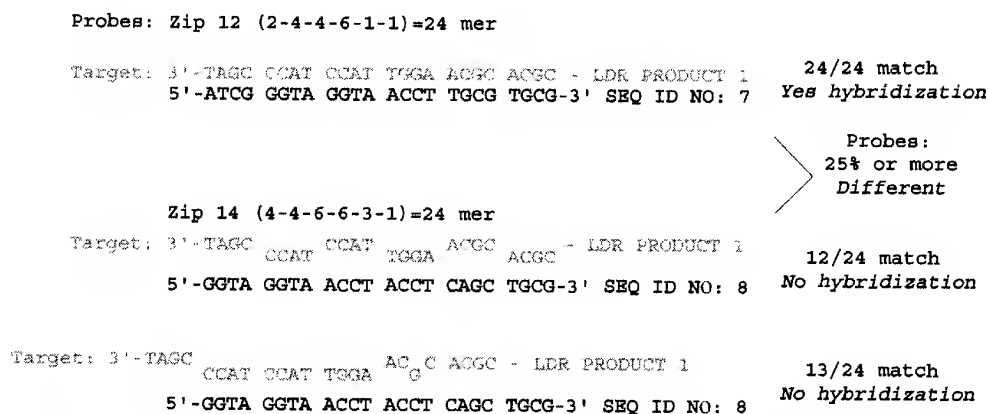 Probes: Zip 12 (2-4-4-6-1-1)=24 mer
Target: 3'-TAGC CCAT CCAT TGGA ACGC ACGC - LDR PRODUCT 1
5'-ATCG GGTA GGTA ACCT TGCG TGCG-3' SEQ ID NO: 7
24/24 match
Yes hybridization
Probes:
25% or more
Different
Zip 14 (4-4-6-6-3-1)=24 mer
Target: 3'-TAGC CCAT CCAT TGGA ACGC ACGC - LDR PRODUCT 1
5'-GGTA GGTA ACCT ACCT CAGC TGCG-3' SEQ ID NO: 8
12/24 match
No hybridization
Target: 3'-TAGC CCAT CCAT TGGA ACGC ACGC - LDR PRODUCT 1
5'-GGTA GGTA ACCT ACCT CAGC TGCG-3' SEQ ID NO: 8
13/24 match
No hybridization